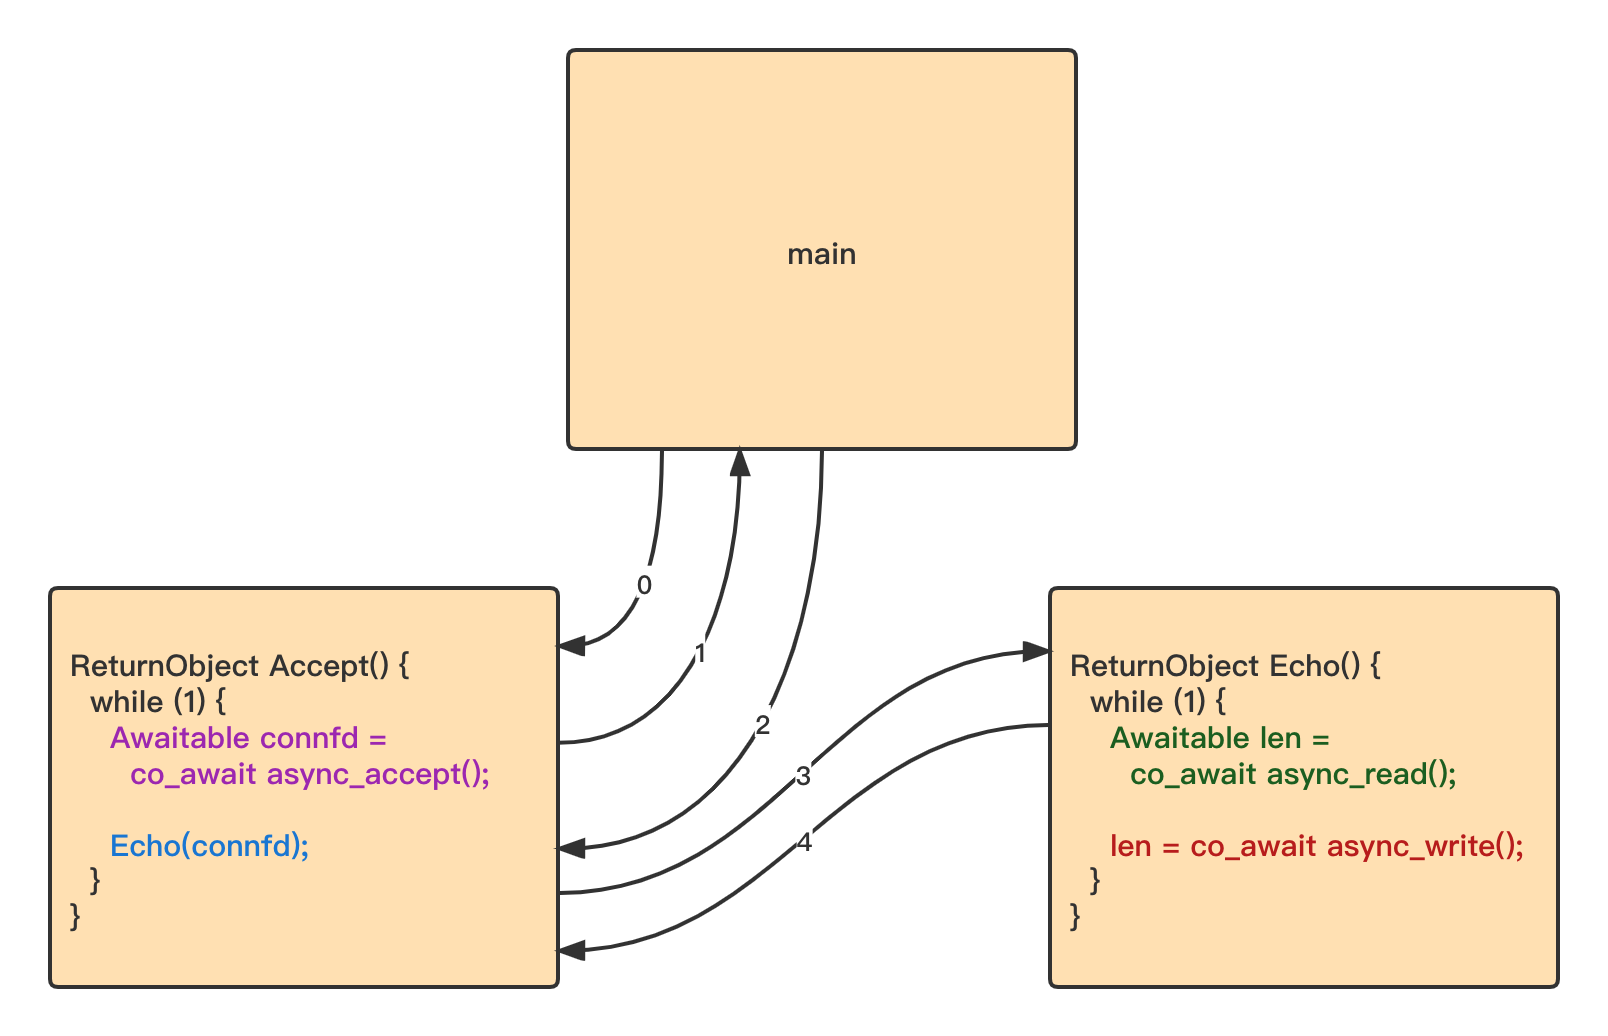 main
0
1
2
3
4
ReturnObject Accept() {
while (1) {
Awaitable connfd =
co_await async_accept();
Echo(connfd);
}
}
ReturnObject Echo() {
while (1) {
Awaitable len =
co_await async_read();
len = co_await async_write();
}
}